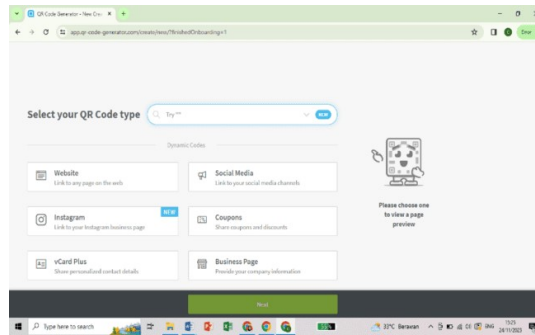 QR Code Generator - New Cre
app.qr-code-generator.com/create/new/?finishedOnboarding=1
Error
Select your QR Code type
Try ""
NEW
Dynamic Codes
Website
Link to any page on the web
Social Media
Link to your social media channels
Instagram
NEW
Link to your Instagram business page
Coupons
Share coupons and discounts
vCard Plus
Share personalized contact details
Business Page
Provide your company information
Please choose one
to view a page
preview
Next
Type here to search
32°C Berawan
ENG
15:25
24/11/2023